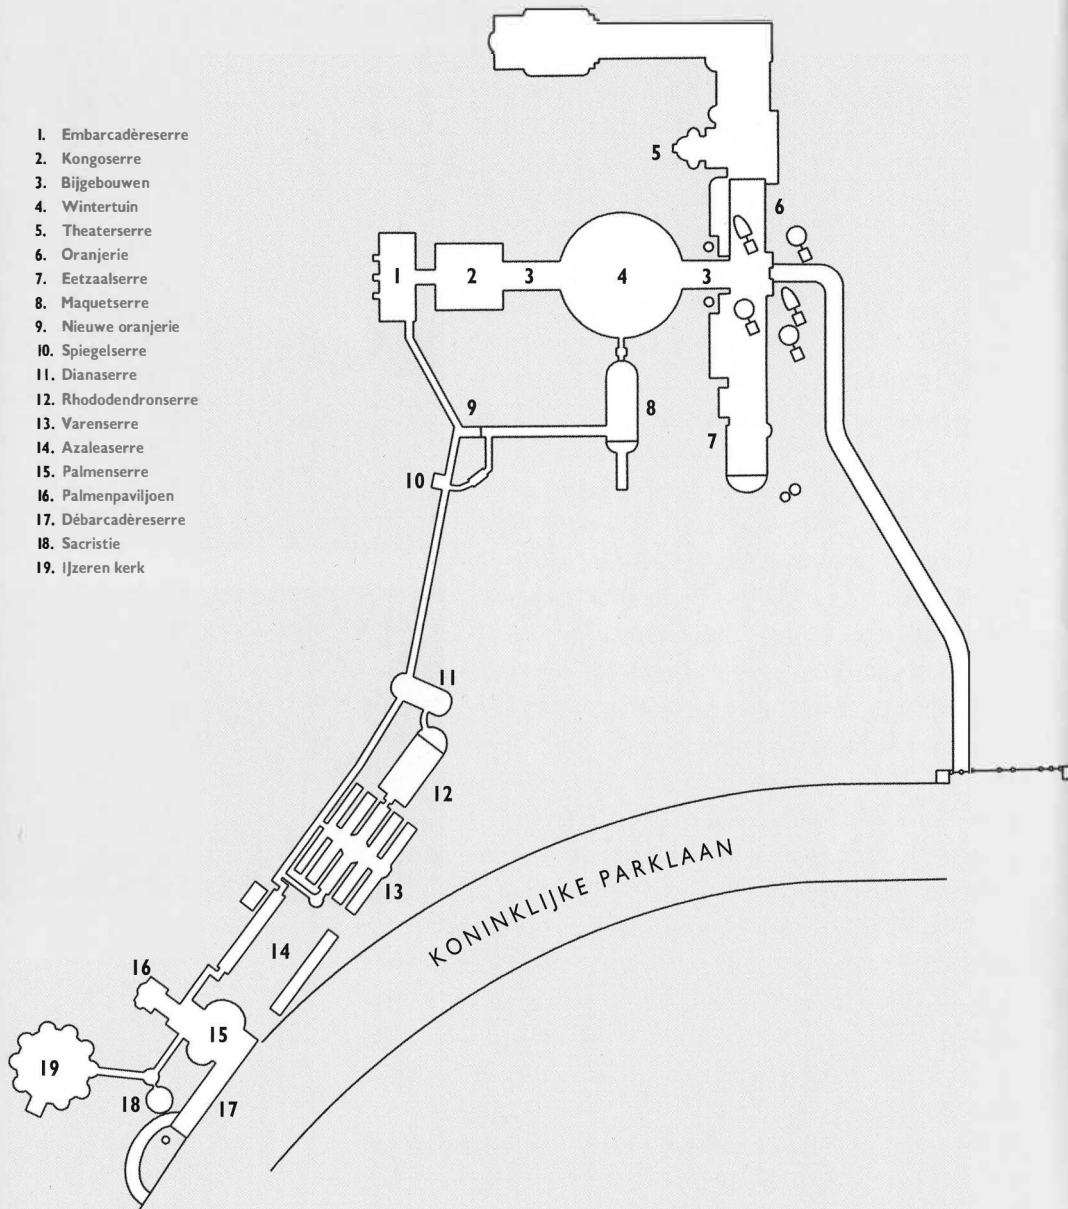 1. Embarcadèreserre
2. Kongoserre
3. Bijgebouwen
4. Wintertuin
5. Theaterserre
6. Oranjerie
7. Eetzaalserre
8. Maquetserre
9. Nieuwe oranjerie
10. Spiegelserre
11. Dianaserre
12. Rhododendronserre
13. Varenserre
14. Azaleaserre
15. Palmenserre
16. Palmenpaviljoen
17. Débarcadèreserre
18. Sacristie
19. IJzeren kerk
5
6
1
2
3
4
3
9
8
7
10
11
12
13
KONINKLIJKE PARKLAAN
14
16
15
19
18
17